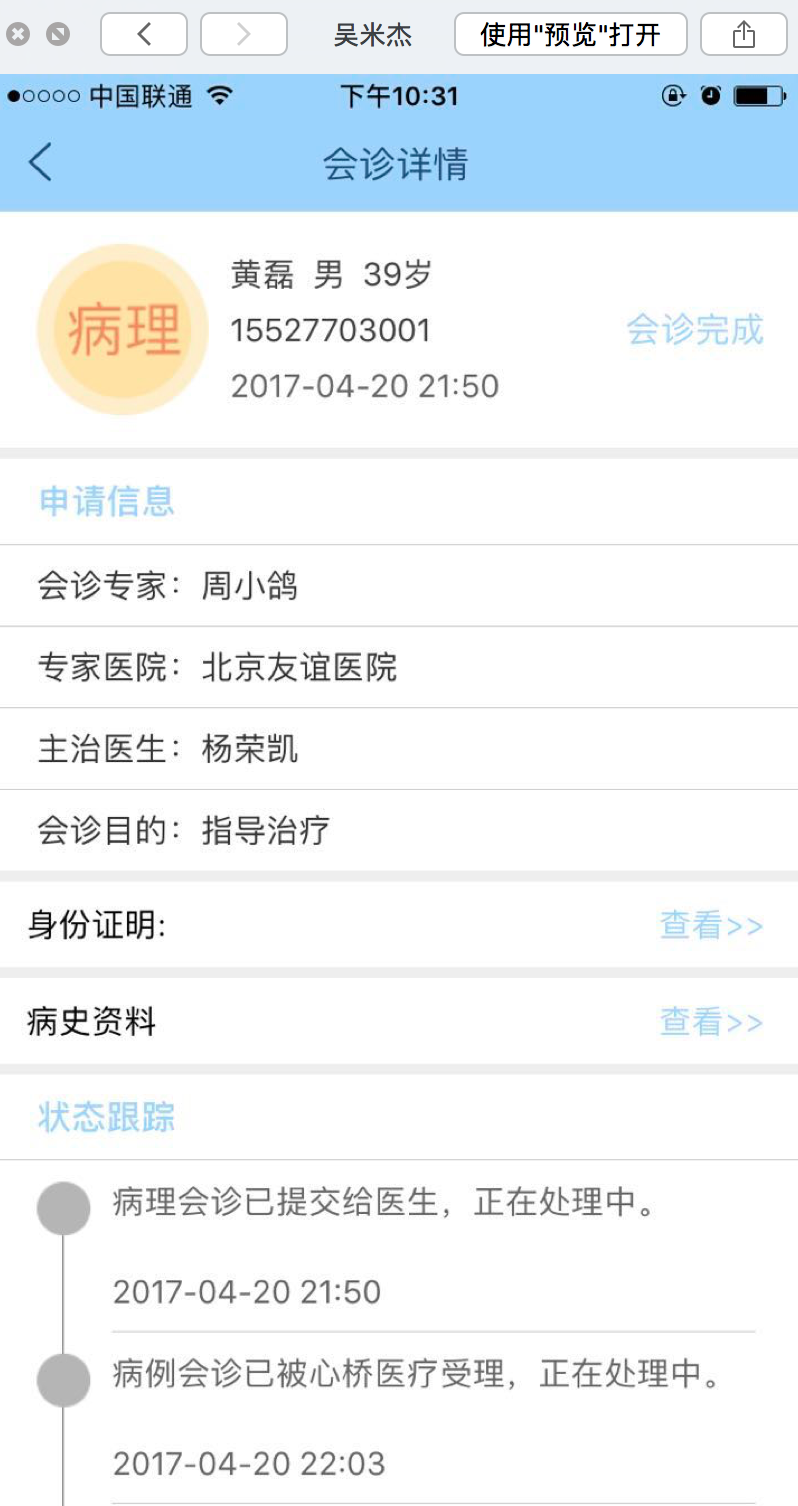 吴米杰
使用"预览"打开
中国联通 下午10:31
会诊详情
病理
黄磊 男 39岁
15527703001
会诊完成
2017-04-20 21:50
申请信息
会诊专家：周小鸽
专家医院：北京友谊医院
主治医生：杨荣凯
会诊目的：指导治疗
身份证明: 查看>>
病史资料 查看>>
状态跟踪
病理会诊已提交给医生，正在处理中。
2017-04-20 21:50
病例会诊已被心桥医疗受理，正在处理中。
2017-04-20 22:03